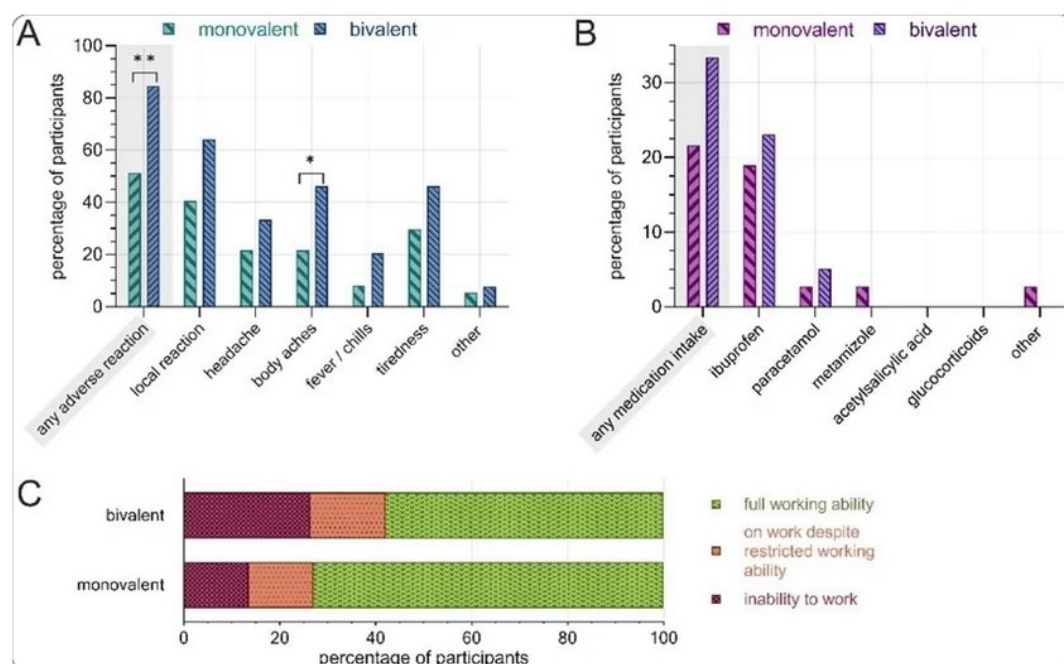 A
monovalent bivalent
percentage of participants
100
80
60
40
20
0
**
*
any adverse reaction
local reaction
headache
body aches
fever / chills
tiredness
other
B
monovalent bivalent
percentage of participants
30
20
10
0
any medication intake
ibuprofen
paracetamol
metamizole
acetylsalicylic acid
glucocorticoids
other
C
bivalent
monovalent
0 20 40 60 80 100
percentage of participants
full working ability
on work despite
restricted working
ability
inability to work